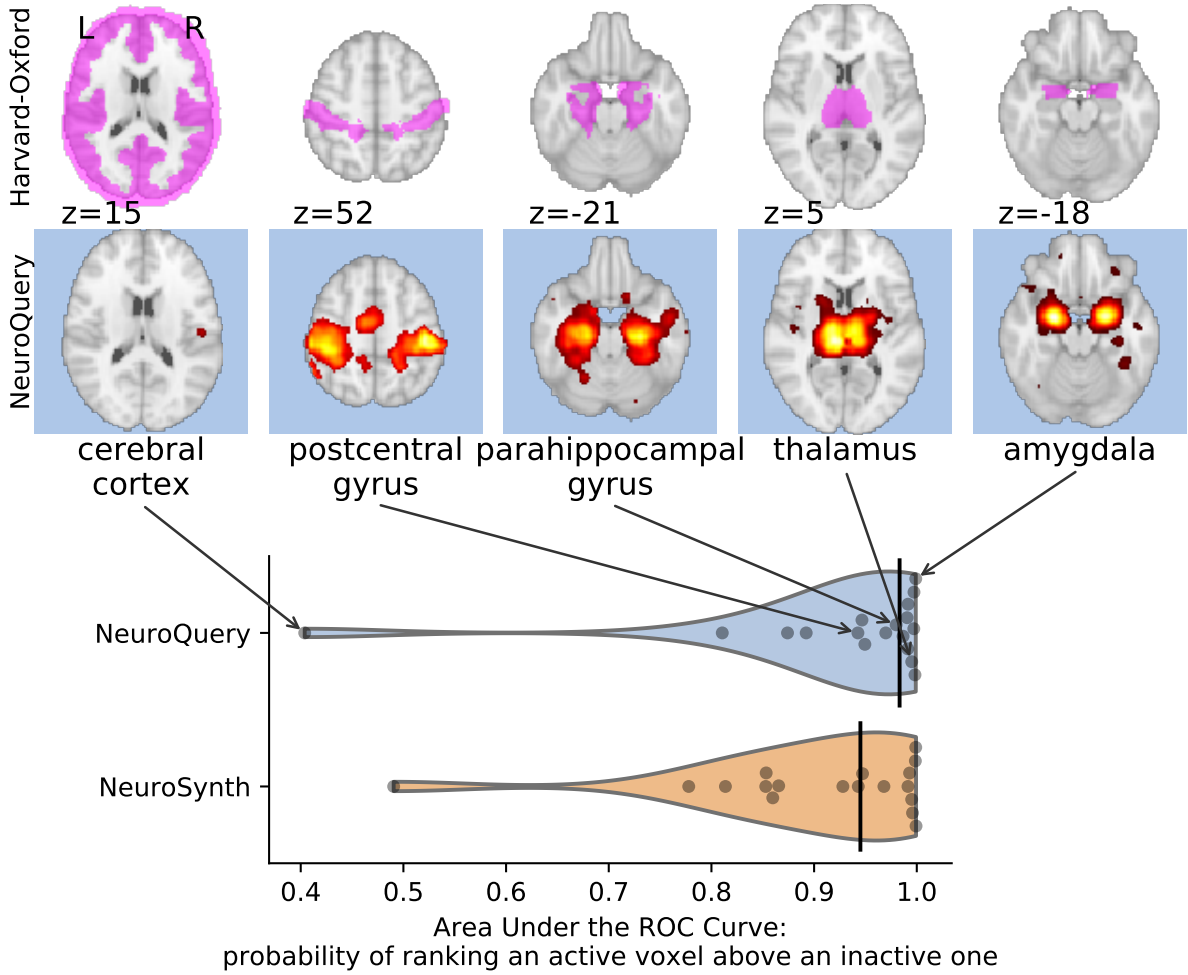 Harvard-Oxford
L R
z=15 z=52 z=-21 z=5 z=-18
NeuroQuery
cerebral postcentral parahippocampal thalamus amygdala
cortex gyrus gyrus
NeuroQuery
NeuroSynth
0.4 0.5 0.6 0.7 0.8 0.9 1.0
Area Under the ROC Curve:
probability of ranking an active voxel above an inactive one